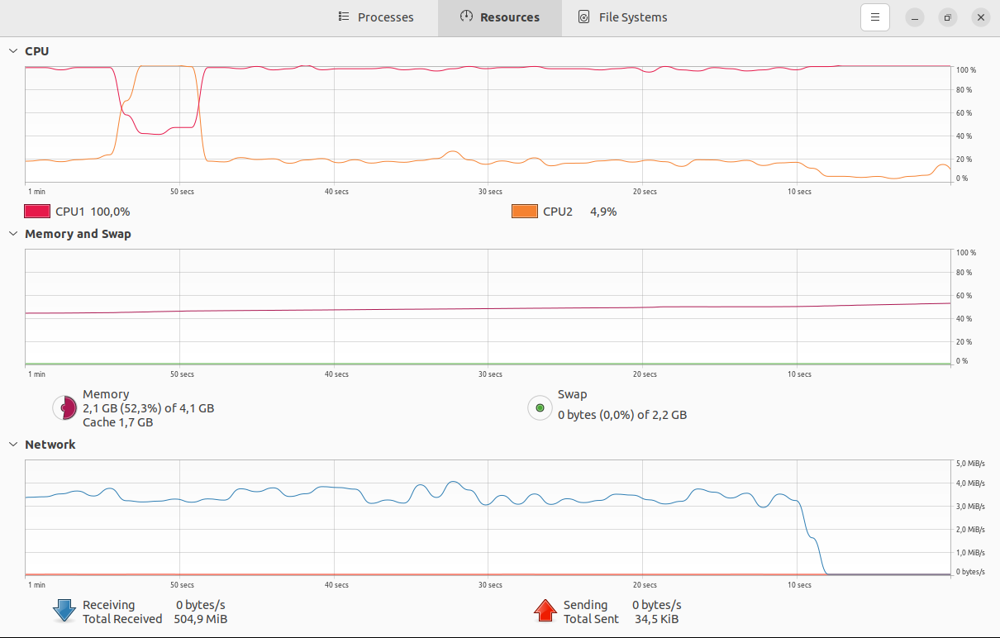 Processes Resources File Systems
CPU
100 %
80 %
60 %
40 %
20 %
0 %
1 min 50 secs 40 secs 30 secs 20 secs 10 secs
CPU1 100,0% CPU2 4,9%
Memory and Swap
100 %
80 %
60 %
40 %
20 %
0 %
1 min 50 secs 40 secs 30 secs 20 secs 10 secs
Memory
2,1 GB (52,3%) of 4,1 GB
Cache 1,7 GB
Swap
0 bytes (0,0%) of 2,2 GB
Network
5,0 MiB/s
4,0 MiB/s
3,0 MiB/s
2,0 MiB/s
1,0 MiB/s
0 bytes/s
1 min 50 secs 40 secs 30 secs 20 secs 10 secs
Receiving 0 bytes/s
Total Received 504,9 MiB
Sending 0 bytes/s
Total Sent 34,5 KiB